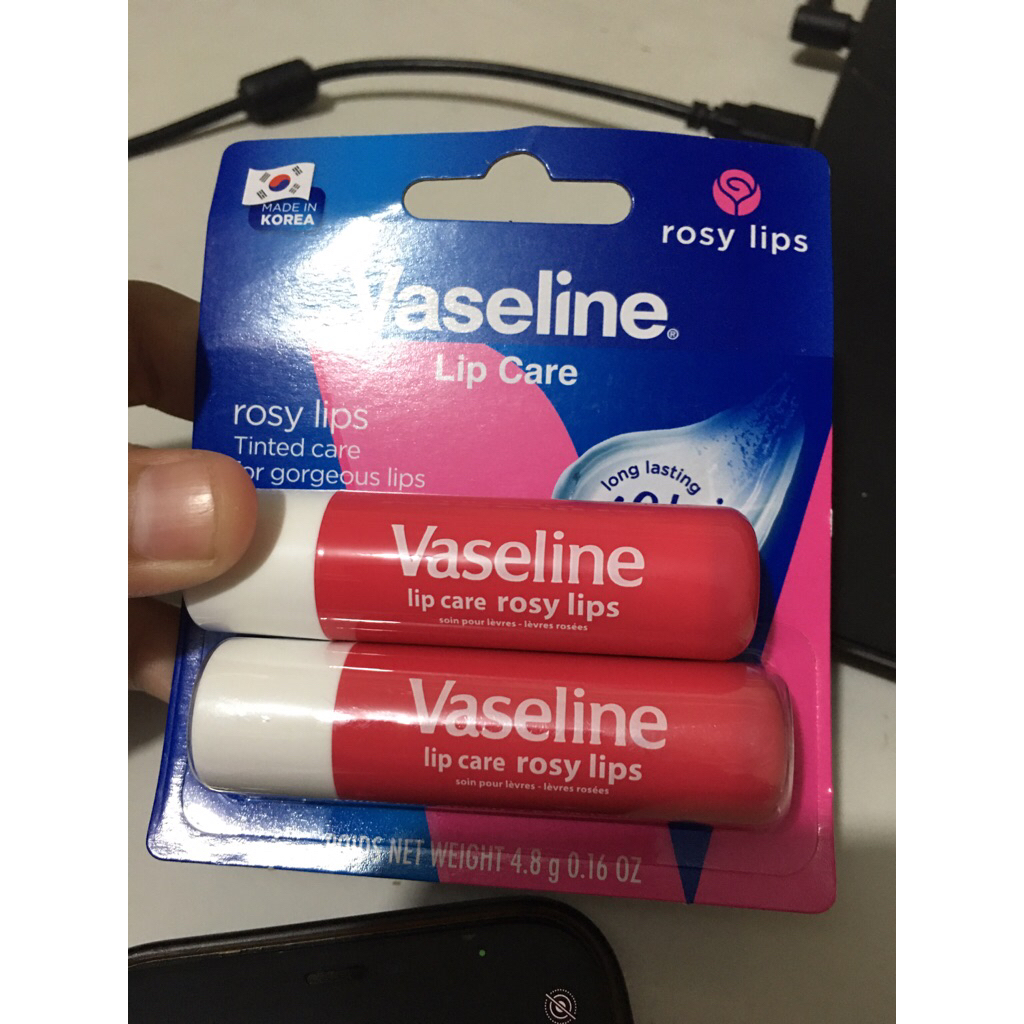 MADE IN
KOREA
rosy lips
Vaseline®
Lip Care
rosy lips
Tinted care
for gorgeous lips
long lasting
Vaseline
lip care rosy lips
soin pour lèvres - lèvres rosées
Vaseline
lip care rosy lips
soin pour lèvres - lèvres rosées
POIDS NET WEIGHT 4.8 g 0.16 OZ